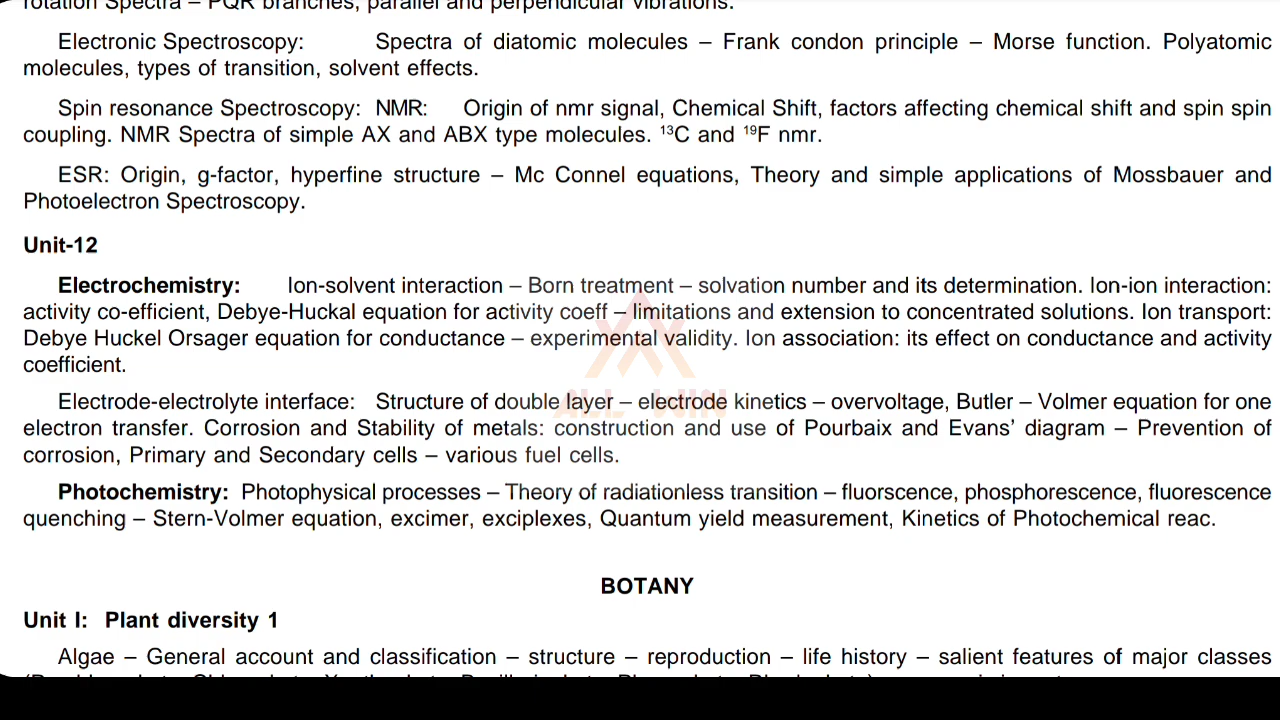 rotation Spectra – PQR branches, parallel and perpendicular vibrations.
Electronic Spectroscopy: Spectra of diatomic molecules – Frank condon principle – Morse function. Polyatomic
molecules, types of transition, solvent effects.
Spin resonance Spectroscopy: NMR: Origin of nmr signal, Chemical Shift, factors affecting chemical shift and spin spin
coupling. NMR Spectra of simple AX and ABX type molecules. ¹³C and ¹⁹F nmr.
ESR: Origin, g-factor, hyperfine structure – Mc Connel equations, Theory and simple applications of Mossbauer and
Photoelectron Spectroscopy.
Unit-12
Electrochemistry: Ion-solvent interaction – Born treatment – solvation number and its determination. Ion-ion interaction:
activity co-efficient, Debye-Huckal equation for activity coeff – limitations and extension to concentrated solutions. Ion transport:
Debye Huckel Orsager equation for conductance – experimental validity. Ion association: its effect on conductance and activity
coefficient.
ALL WIN
Electrode-electrolyte interface: Structure of double layer – electrode kinetics – overvoltage, Butler – Volmer equation for one
electron transfer. Corrosion and Stability of metals: construction and use of Pourbaix and Evans’ diagram – Prevention of
corrosion, Primary and Secondary cells – various fuel cells.
Photochemistry: Photophysical processes – Theory of radiationless transition – fluorscence, phosphorescence, fluorescence
quenching – Stern-Volmer equation, excimer, exciplexes, Quantum yield measurement, Kinetics of Photochemical reac.
BOTANY
Unit I: Plant diversity 1
Algae – General account and classification – structure – reproduction – life history – salient features of major classes